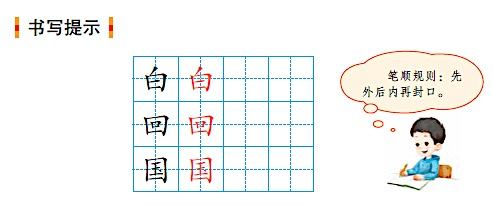 书写提示
白 白
回 回
国 国
笔顺规则：先
外后内再封口。